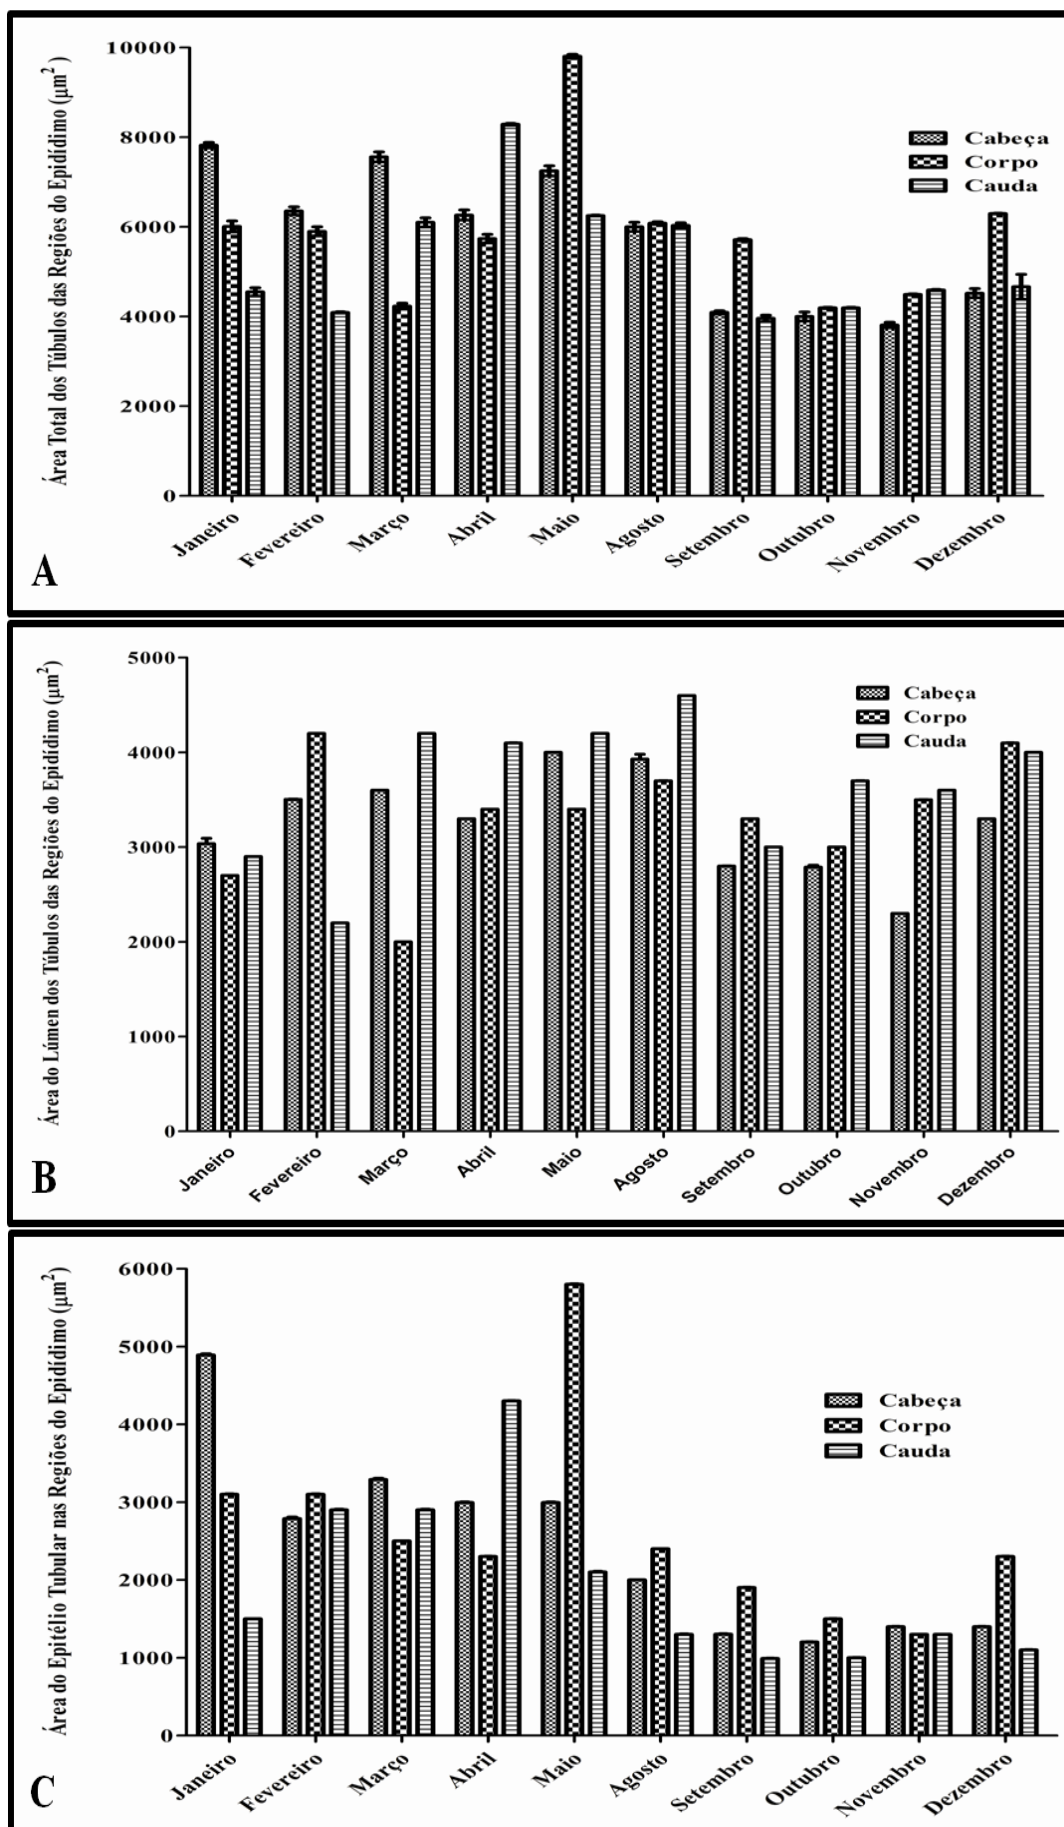 Área Total dos Túbulos das Regiões do Epidídimo (µm²)
10000
8000
6000
4000
2000
0
Cabeça
Corpo
Cauda
Janeiro
Fevereiro
Março
Abril
Maio
Agosto
Setembro
Outubro
Novembro
Dezembro
A
Área do Lúmen dos Túbulos das Regiões do Epidídimo (µm²)
5000
4000
3000
2000
1000
0
Cabeça
Corpo
Cauda
Janeiro
Fevereiro
Março
Abril
Maio
Agosto
Setembro
Outubro
Novembro
Dezembro
B
Área do Epitélio Tubular nas Regiões do Epidídimo (µm²)
6000
5000
4000
3000
2000
1000
0
Cabeça
Corpo
Cauda
Janeiro
Fevereiro
Março
Abril
Maio
Agosto
Setembro
Outubro
Novembro
Dezembro
C